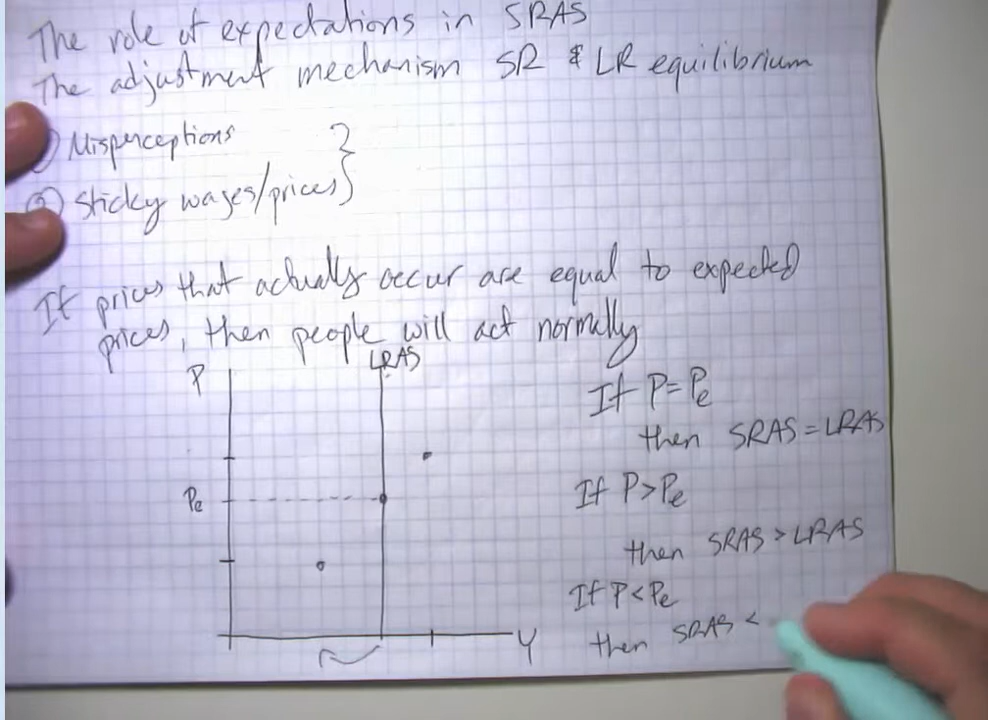 The role of expectations in SRAS
The adjustment mechanism SR & LR equilibrium
Misperceptions
② Sticky wages/prices
If prices that actually occur are equal to expected
prices, then people will act normally
P
LRAS
Pe
Y
If P=Pe
then SRAS=LRAS
If P>Pe
then SRAS>LRAS
If P<Pe
then SRAS <